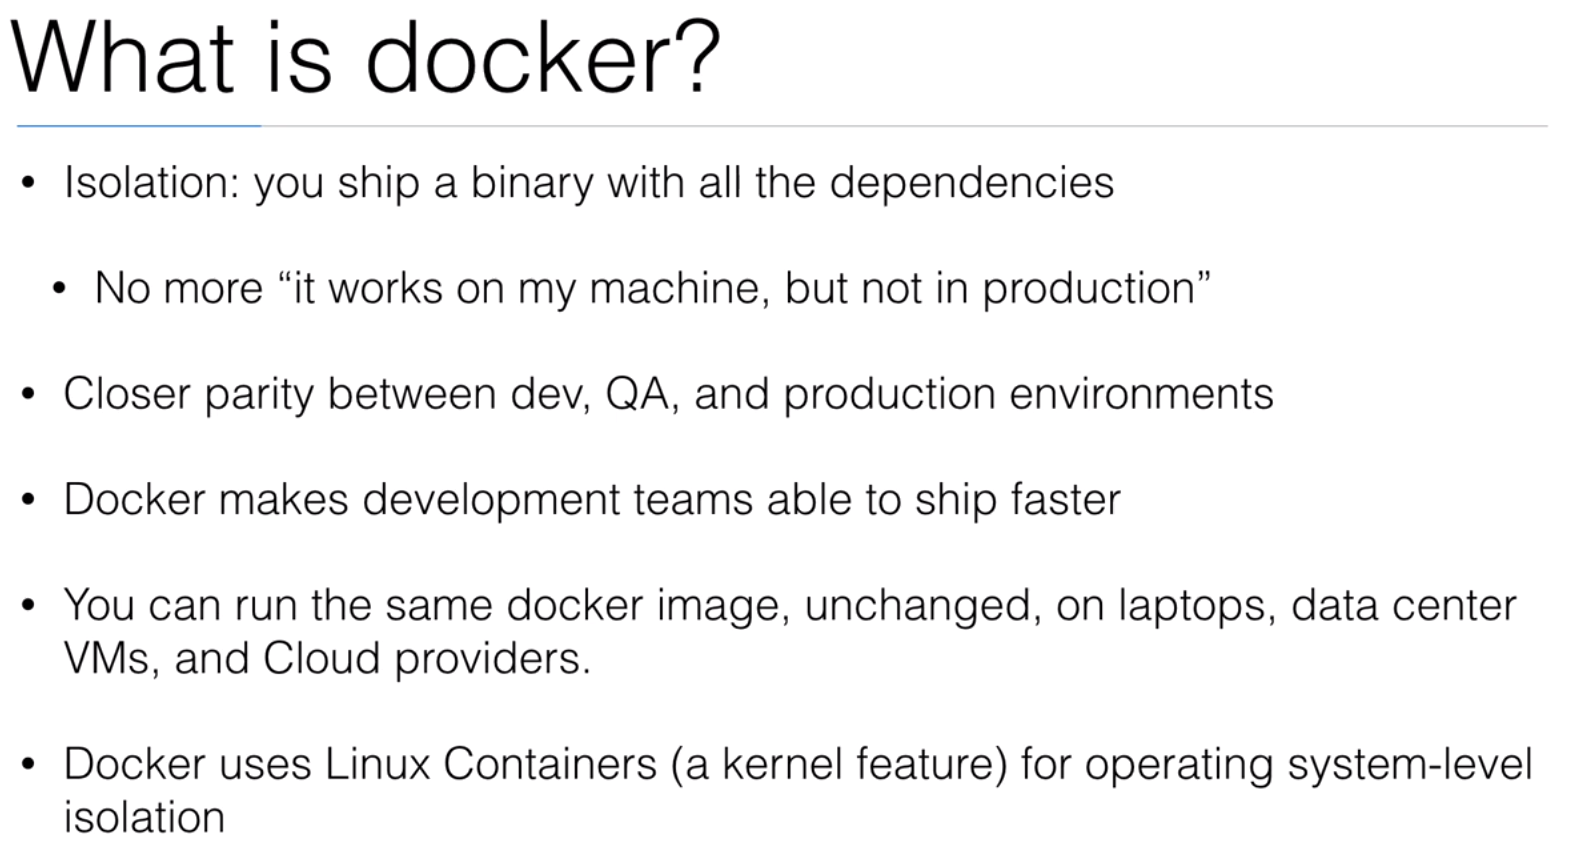 What is docker?
• Isolation: you ship a binary with all the dependencies
• No more “it works on my machine, but not in production”
• Closer parity between dev, QA, and production environments
• Docker makes development teams able to ship faster
• You can run the same docker image, unchanged, on laptops, data center
VMs, and Cloud providers.
• Docker uses Linux Containers (a kernel feature) for operating system-level
isolation